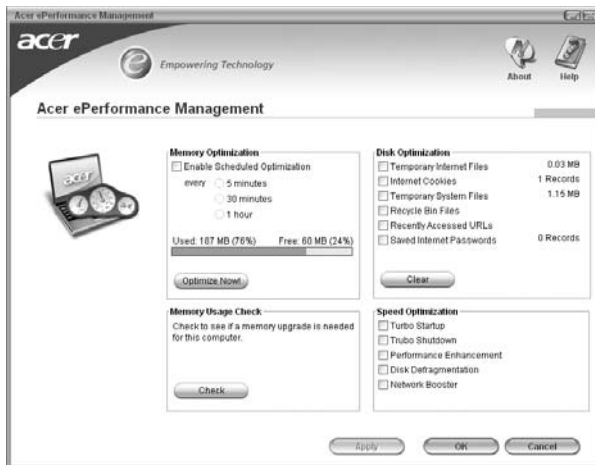 Acer ePerformance Management
acer
Empowering Technology
About
Help
Acer ePerformance Management
acer
Memory Optimization
Enable Scheduled Optimization
every 5 minutes
30 minutes
1 hour
Used: 187 MB (76%) Free: 60 MB (24%)
Optimize Now!
Memory Usage Check
Check to see if a memory upgrade is needed
for this computer.
Check
Disk Optimization
Temporary Internet Files 0.03 MB
Internet Cookies 1 Records
Temporary System Files 1.15 MB
Recycle Bin Files
Recently Accessed URLs
Saved Internet Passwords 0 Records
Clear
Speed Optimization
Turbo Startup
Trubo Shutdown
Performance Enhancement
Disk Defragmentation
Network Booster
Apply
OK
Cancel